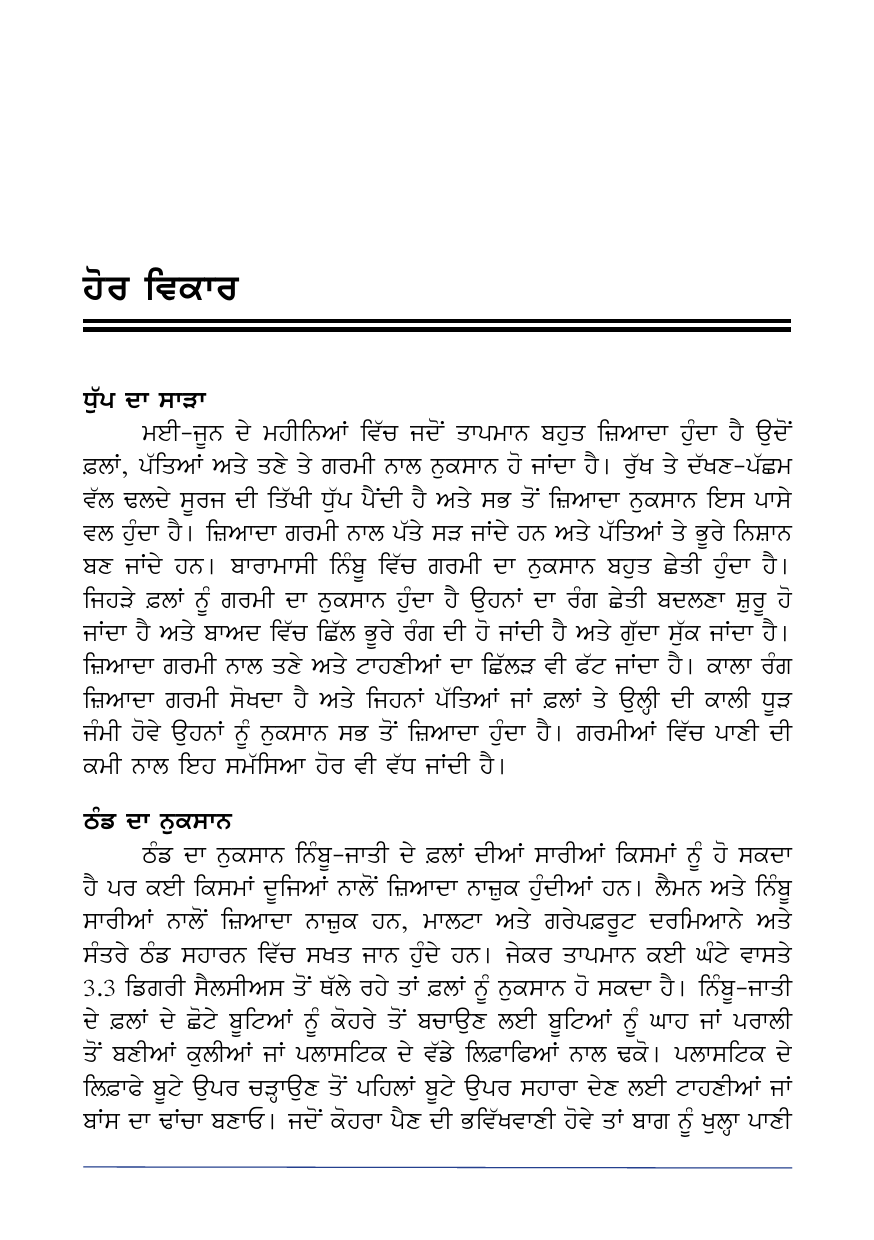 ਹੋਰ ਵਿਕਾਰ
ਧੁੱਪ ਦਾ ਸਾੜਾ
ਮਈ-ਜੂਨ ਦੇ ਮਹੀਨਿਆਂ ਵਿੱਚ ਜਦੋਂ ਤਾਪਮਾਨ ਬਹੁਤ ਜ਼ਿਆਦਾ ਹੁੰਦਾ ਹੈ ਉਦੋਂ
ਫ਼ਲਾਂ, ਪੱਤਿਆਂ ਅਤੇ ਤਣੇ ਤੇ ਗਰਮੀ ਨਾਲ ਨੁਕਸਾਨ ਹੋ ਜਾਂਦਾ ਹੈ। ਰੁੱਖ ਤੇ ਦੱਖਣ-ਪੱਛਮ
ਵੱਲ ਢਲਦੇ ਸੂਰਜ ਦੀ ਤਿੱਖੀ ਧੁੱਪ ਪੈਂਦੀ ਹੈ ਅਤੇ ਸਭ ਤੋਂ ਜ਼ਿਆਦਾ ਨੁਕਸਾਨ ਇਸ ਪਾਸੇ
ਵਲ ਹੁੰਦਾ ਹੈ। ਜ਼ਿਆਦਾ ਗਰਮੀ ਨਾਲ ਪੱਤੇ ਸੜ ਜਾਂਦੇ ਹਨ ਅਤੇ ਪੱਤਿਆਂ ਤੇ ਭੂਰੇ ਨਿਸ਼ਾਨ
ਬਣ ਜਾਂਦੇ ਹਨ। ਬਾਰਾਮਾਸੀ ਨਿੰਬੂ ਵਿੱਚ ਗਰਮੀ ਦਾ ਨੁਕਸਾਨ ਬਹੁਤ ਛੇਤੀ ਹੁੰਦਾ ਹੈ।
ਜਿਹੜੇ ਫ਼ਲਾਂ ਨੂੰ ਗਰਮੀ ਦਾ ਨੁਕਸਾਨ ਹੁੰਦਾ ਹੈ ਉਹਨਾਂ ਦਾ ਰੰਗ ਛੇਤੀ ਬਦਲਣਾ ਸ਼ੁਰੂ ਹੋ
ਜਾਂਦਾ ਹੈ ਅਤੇ ਬਾਅਦ ਵਿੱਚ ਛਿੱਲ ਭੂਰੇ ਰੰਗ ਦੀ ਹੋ ਜਾਂਦੀ ਹੈ ਅਤੇ ਗੁੱਦਾ ਸੁੱਕ ਜਾਂਦਾ ਹੈ।
ਜ਼ਿਆਦਾ ਗਰਮੀ ਨਾਲ ਤਣੇ ਅਤੇ ਟਾਹਣੀਆਂ ਦਾ ਛਿੱਲੜ ਵੀ ਫੱਟ ਜਾਂਦਾ ਹੈ। ਕਾਲਾ ਰੰਗ
ਜ਼ਿਆਦਾ ਗਰਮੀ ਸੋਖਦਾ ਹੈ ਅਤੇ ਜਿਹਨਾਂ ਪੱਤਿਆਂ ਜਾਂ ਫ਼ਲਾਂ ਤੇ ਉਲ੍ਹੀ ਦੀ ਕਾਲੀ ਧੂੜ
ਜੰਮੀ ਹੋਵੇ ਉਹਨਾਂ ਨੂੰ ਨੁਕਸਾਨ ਸਭ ਤੋਂ ਜ਼ਿਆਦਾ ਹੁੰਦਾ ਹੈ। ਗਰਮੀਆਂ ਵਿੱਚ ਪਾਣੀ ਦੀ
ਕਮੀ ਨਾਲ ਇਹ ਸਮੱਸਿਆ ਹੋਰ ਵੀ ਵੱਧ ਜਾਂਦੀ ਹੈ।
ਠੰਡ ਦਾ ਨੁਕਸਾਨ
ਠੰਡ ਦਾ ਨੁਕਸਾਨ ਨਿੰਬੂ-ਜਾਤੀ ਦੇ ਫ਼ਲਾਂ ਦੀਆਂ ਸਾਰੀਆਂ ਕਿਸਮਾਂ ਨੂੰ ਹੋ ਸਕਦਾ
ਹੈ ਪਰ ਕਈ ਕਿਸਮਾਂ ਦੂਜਿਆਂ ਨਾਲੋਂ ਜ਼ਿਆਦਾ ਨਾਜ਼ੁਕ ਹੁੰਦੀਆਂ ਹਨ। ਲੈਮਨ ਅਤੇ ਨਿੰਬੂ
ਸਾਰੀਆਂ ਨਾਲੋਂ ਜ਼ਿਆਦਾ ਨਾਜ਼ੁਕ ਹਨ, ਮਾਲਟਾ ਅਤੇ ਗਰੇਪਫ਼ਰੂਟ ਦਰਮਿਆਨੇ ਅਤੇ
ਸੰਤਰੇ ਠੰਡ ਸਹਾਰਨ ਵਿੱਚ ਸਖਤ ਜਾਨ ਹੁੰਦੇ ਹਨ। ਜੇਕਰ ਤਾਪਮਾਨ ਕਈ ਘੰਟੇ ਵਾਸਤੇ
3.3 ਡਿਗਰੀ ਸੈਲਸੀਅਸ ਤੋਂ ਥੱਲੇ ਰਹੇ ਤਾਂ ਫ਼ਲਾਂ ਨੂੰ ਨੁਕਸਾਨ ਹੋ ਸਕਦਾ ਹੈ। ਨਿੰਬੂ-ਜਾਤੀ
ਦੇ ਫ਼ਲਾਂ ਦੇ ਛੋਟੇ ਬੂਟਿਆਂ ਨੂੰ ਕੋਹਰੇ ਤੋਂ ਬਚਾਉਣ ਲਈ ਬੂਟਿਆਂ ਨੂੰ ਘਾਹ ਜਾਂ ਪਰਾਲੀ
ਤੋਂ ਬਣੀਆਂ ਕੁਲੀਆਂ ਜਾਂ ਪਲਾਸਟਿਕ ਦੇ ਵੱਡੇ ਲਿਫ਼ਾਫਿਆਂ ਨਾਲ ਢਕੋ। ਪਲਾਸਟਿਕ ਦੇ
ਲਿਫ਼ਾਫੇ ਬੂਟੇ ਉਪਰ ਚੜ੍ਹਾਉਣ ਤੋਂ ਪਹਿਲਾਂ ਬੂਟੇ ਉਪਰ ਸਹਾਰਾ ਦੇਣ ਲਈ ਟਾਹਣੀਆਂ ਜਾਂ
ਬਾਂਸ ਦਾ ਢਾਂਚਾ ਬਣਾਓ। ਜਦੋਂ ਕੋਹਰਾ ਪੈਣ ਦੀ ਭਵਿੱਖਵਾਣੀ ਹੋਵੇ ਤਾਂ ਬਾਗ ਨੂੰ ਖੁਲ੍ਹਾ ਪਾਣੀ